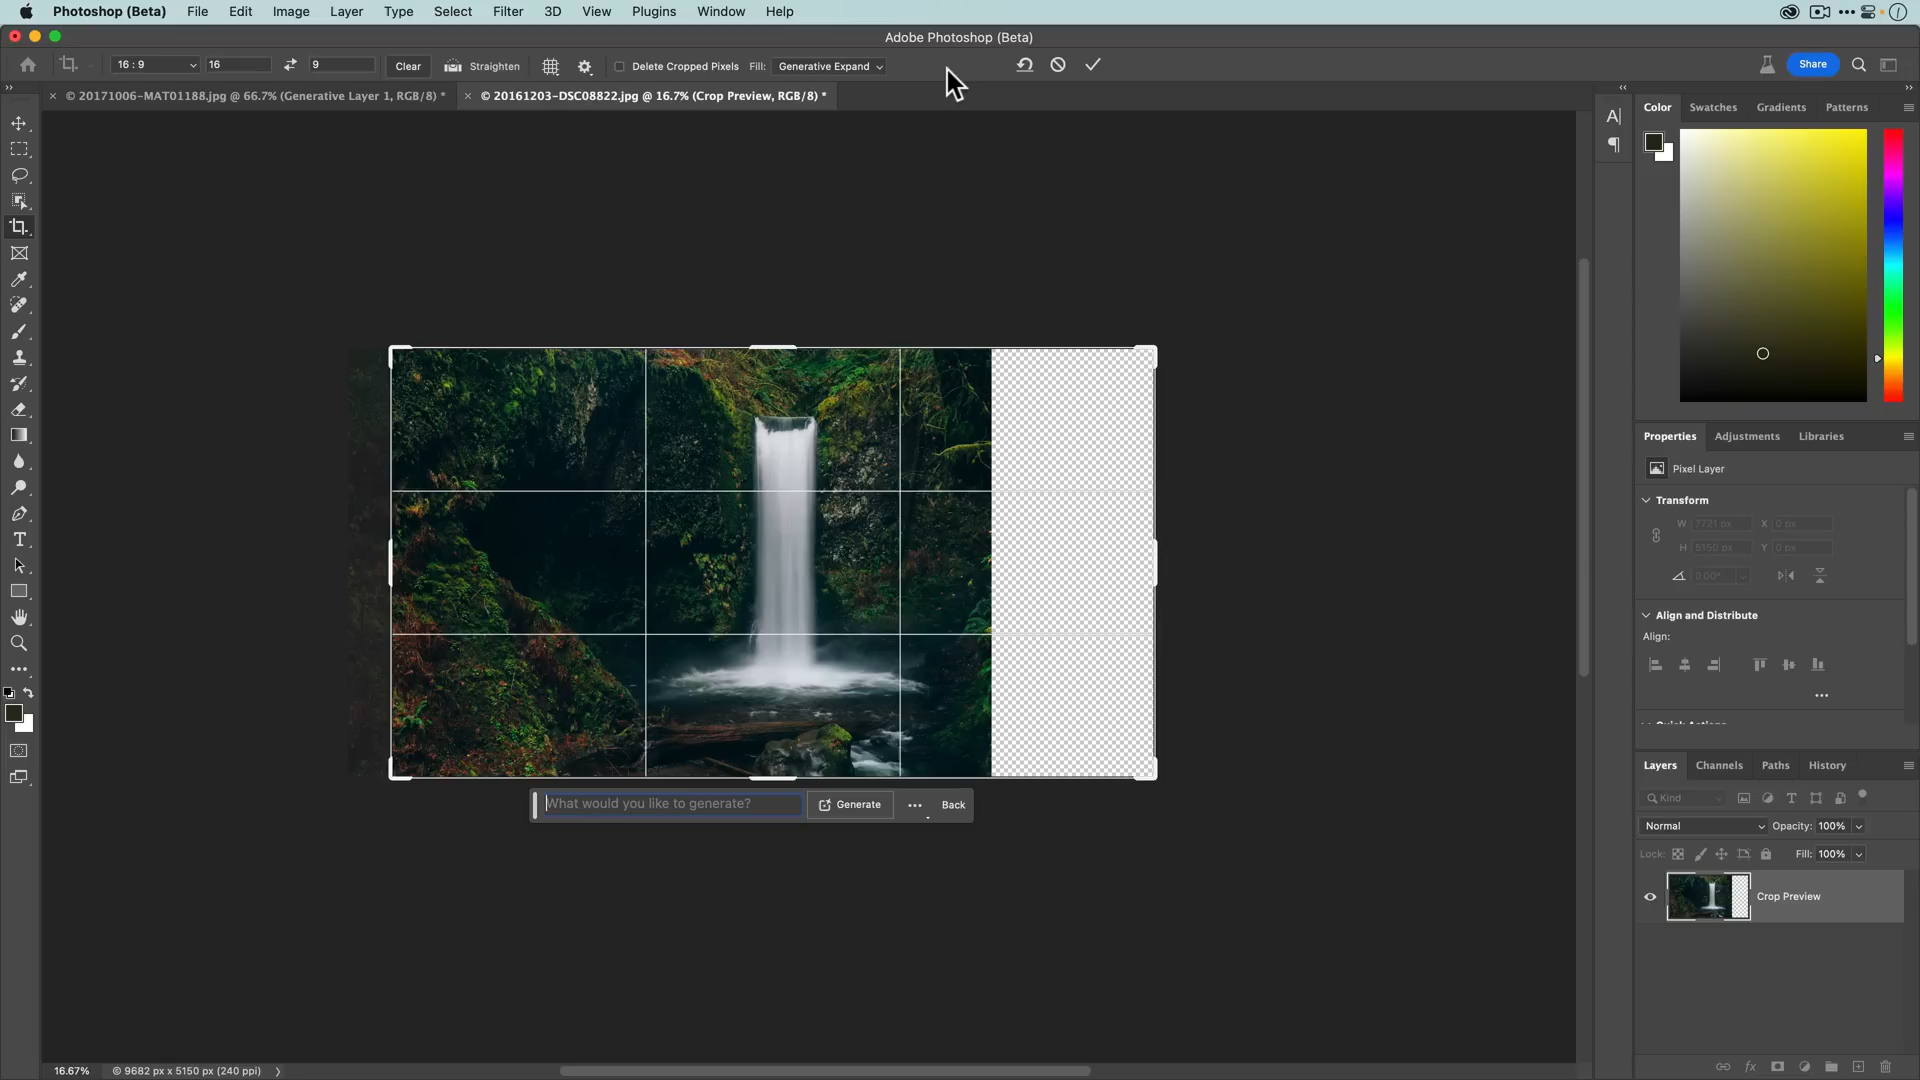 Photoshop (Beta) File Edit Image Layer Type Select Filter 3D View Plugins Window Help
Adobe Photoshop (Beta)
16 : 9 16 9 Clear Straighten Delete Cropped Pixels Fill: Generative Expand Share
© 20171006-MAT01188.jpg @ 66.7% (Generative Layer 1, RGB/8) * © 20161203-DSC08822.jpg @ 16.7% (Crop Preview, RGB/8) *
Color Swatches Gradients Patterns
Properties Adjustments Libraries
Pixel Layer
Transform
W 7721 px X 0 px
H 5150 px Y 0 px
0.00°
Align and Distribute
Align:
Quick Actions
Layers Channels Paths History
Kind
Normal Opacity: 100%
Lock: Fill: 100%
Crop Preview
What would you like to generate? Generate Back
16.67% © 9682 px x 5150 px (240 ppi)